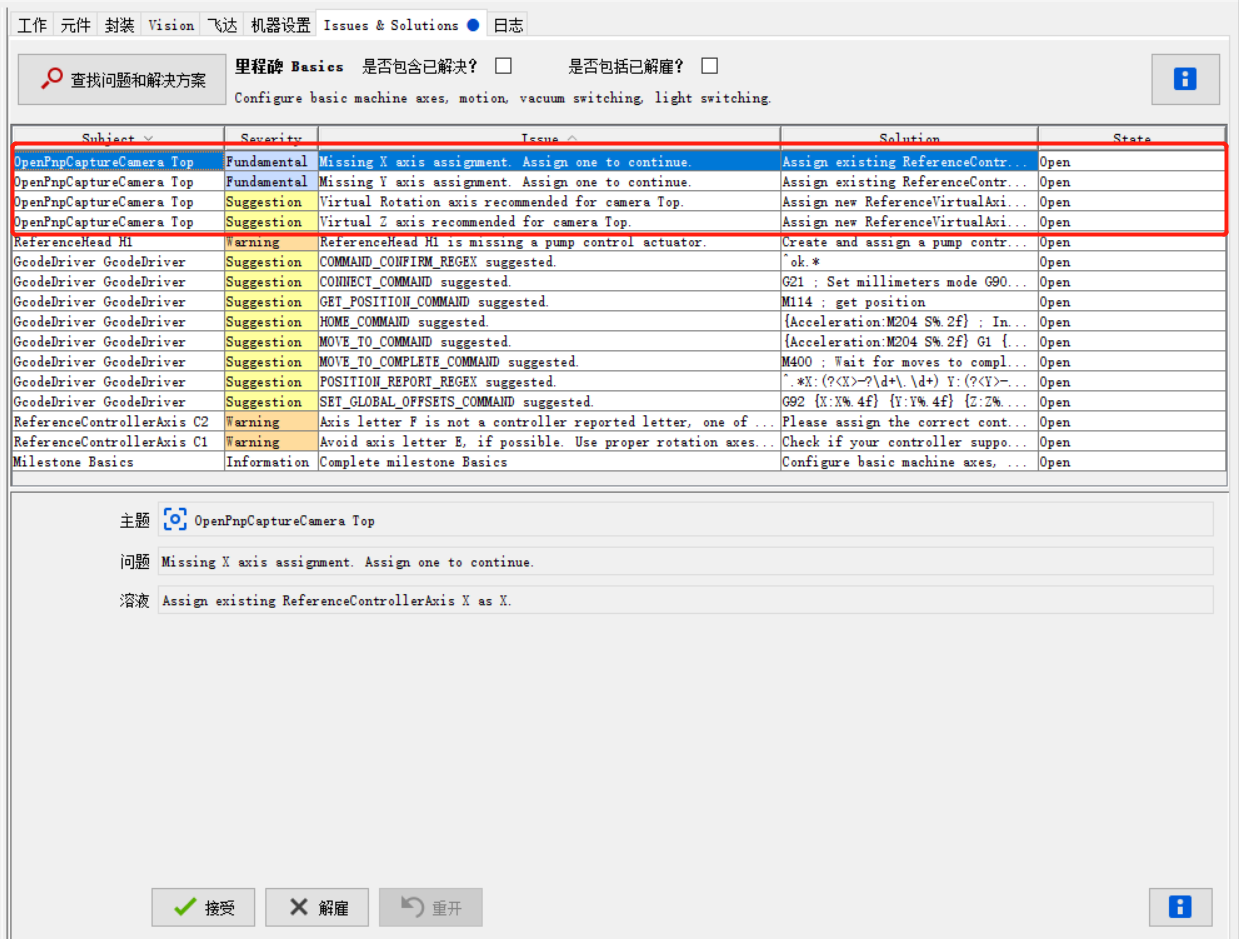 工作 元件 封装 Vision 飞达 机器设置 Issues & Solutions 日志
查找问题和解决方案 里程碑 Basics 是否包含已解决? 是否包括已解雇?
Configure basic machine axes, motion, vacuum switching, light switching.
Subject Severity Issue Solution State
OpenPnpCaptureCamera Top Fundamental Missing X axis assignment. Assign one to continue. Assign existing ReferenceContr... Open
OpenPnpCaptureCamera Top Fundamental Missing Y axis assignment. Assign one to continue. Assign existing ReferenceContr... Open
OpenPnpCaptureCamera Top Suggestion Virtual Rotation axis recommended for camera Top. Assign new ReferenceVirtualAxi... Open
OpenPnpCaptureCamera Top Suggestion Virtual Z axis recommended for camera Top. Assign new ReferenceVirtualAxi... Open
ReferenceHead H1 Warning ReferenceHead H1 is missing a pump control actuator. Create and assign a pump contr... Open
GcodeDriver GcodeDriver Suggestion COMMAND_CONFIRM_REGEX suggested. ^ok.* Open
GcodeDriver GcodeDriver Suggestion CONNECT_COMMAND suggested. G21 ; Set millimeters mode G90... Open
GcodeDriver GcodeDriver Suggestion GET_POSITION_COMMAND suggested. M114 ; get position Open
GcodeDriver GcodeDriver Suggestion HOME_COMMAND suggested. {Acceleration:M204 S%.2f} ; In... Open
GcodeDriver GcodeDriver Suggestion MOVE_TO_COMMAND suggested. {Acceleration:M204 S%.2f} G1 {... Open
GcodeDriver GcodeDriver Suggestion MOVE_TO_COMPLETE_COMMAND suggested. M400 ; Wait for moves to compl... Open
GcodeDriver GcodeDriver Suggestion POSITION_REPORT_REGEX suggested. ^.*X:(?<X>-?\d+\.\d+) Y:(?<Y>-... Open
GcodeDriver GcodeDriver Suggestion SET_GLOBAL_OFFSETS_COMMAND suggested. G92 {X:X%.4f} {Y:Y%.4f} {Z:Z%.... Open
ReferenceControllerAxis C2 Warning Axis letter F is not a controller reported letter, one of ... Please assign the correct cont... Open
ReferenceControllerAxis C1 Warning Avoid axis letter E, if possible. Use proper rotation axes... Check if your controller suppo... Open
Milestone Basics Information Complete milestone Basics Configure basic machine axes, ... Open
主题 OpenPnpCaptureCamera Top
问题 Missing X axis assignment. Assign one to continue.
溶液 Assign existing ReferenceControllerAxis X as X.
接受 解雇 重开